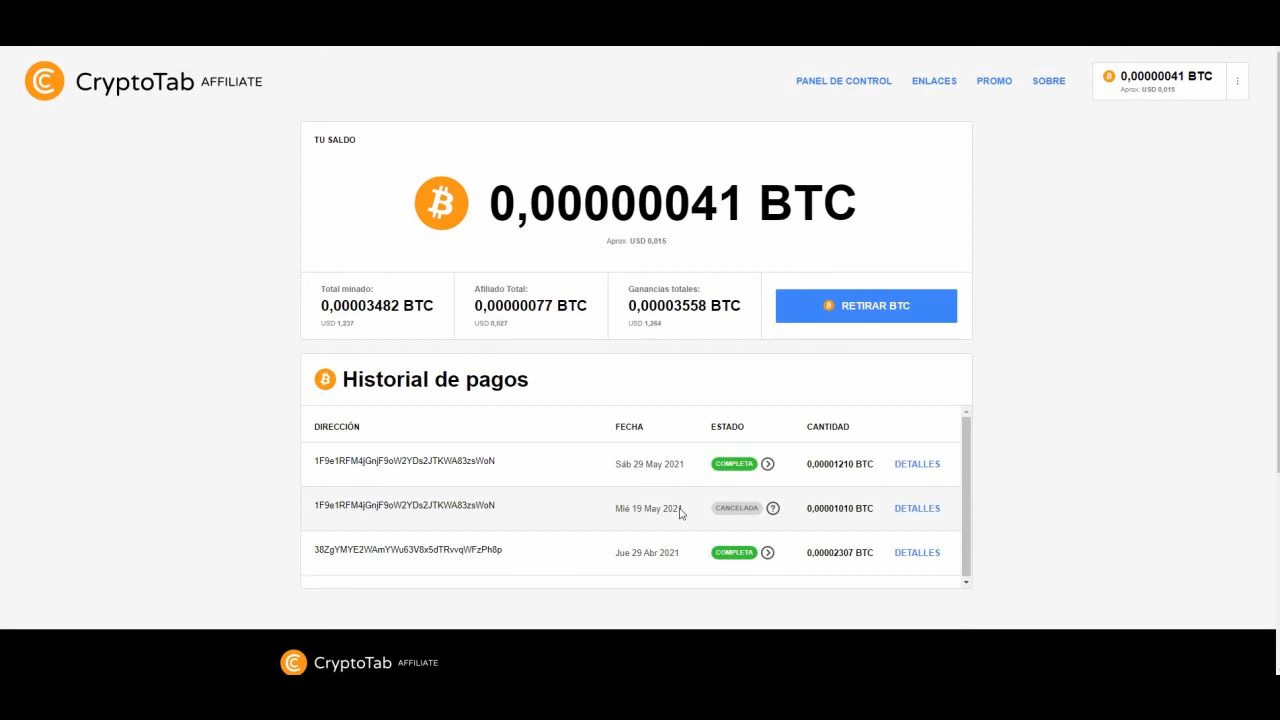 CryptoTab AFFILIATE
PANEL DE CONTROL ENLACES PROMO SOBRE
0,00000041 BTC
Aprox. USD 0,015
TU SALDO
0,00000041 BTC
Aprox. USD 0,015
Total minado: Afiliado Total: Ganancias totales:
0,00003482 BTC 0,00000077 BTC 0,00003558 BTC RETIRAR BTC
USD 1,237 USD 0,027 USD 1,264
Historial de pagos
DIRECCIÓN FECHA ESTADO CANTIDAD
1F9e1RFM4jGnjF9oW2YDs2JTKWA83zsWoN Sáb 29 May 2021 COMPLETA 0,00001210 BTC DETALLES
1F9e1RFM4jGnjF9oW2YDs2JTKWA83zsWoN Mié 19 May 2021 CANCELADA ? 0,00001010 BTC DETALLES
38ZgYMYE2WAmYWu63V8x5dTRvvqWFzPh8p Jue 29 Abr 2021 COMPLETA 0,00002307 BTC DETALLES
CryptoTab AFFILIATE